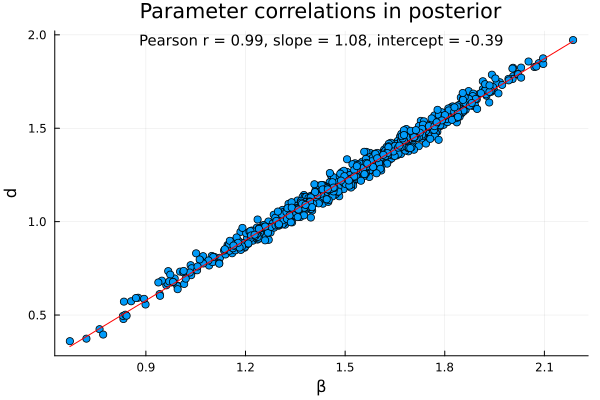 Parameter correlations in posterior
Pearson r = 0.99, slope = 1.08, intercept = -0.39
2.0
1.5
1.0
0.5
d
0.9
1.2
1.5
1.8
2.1
β